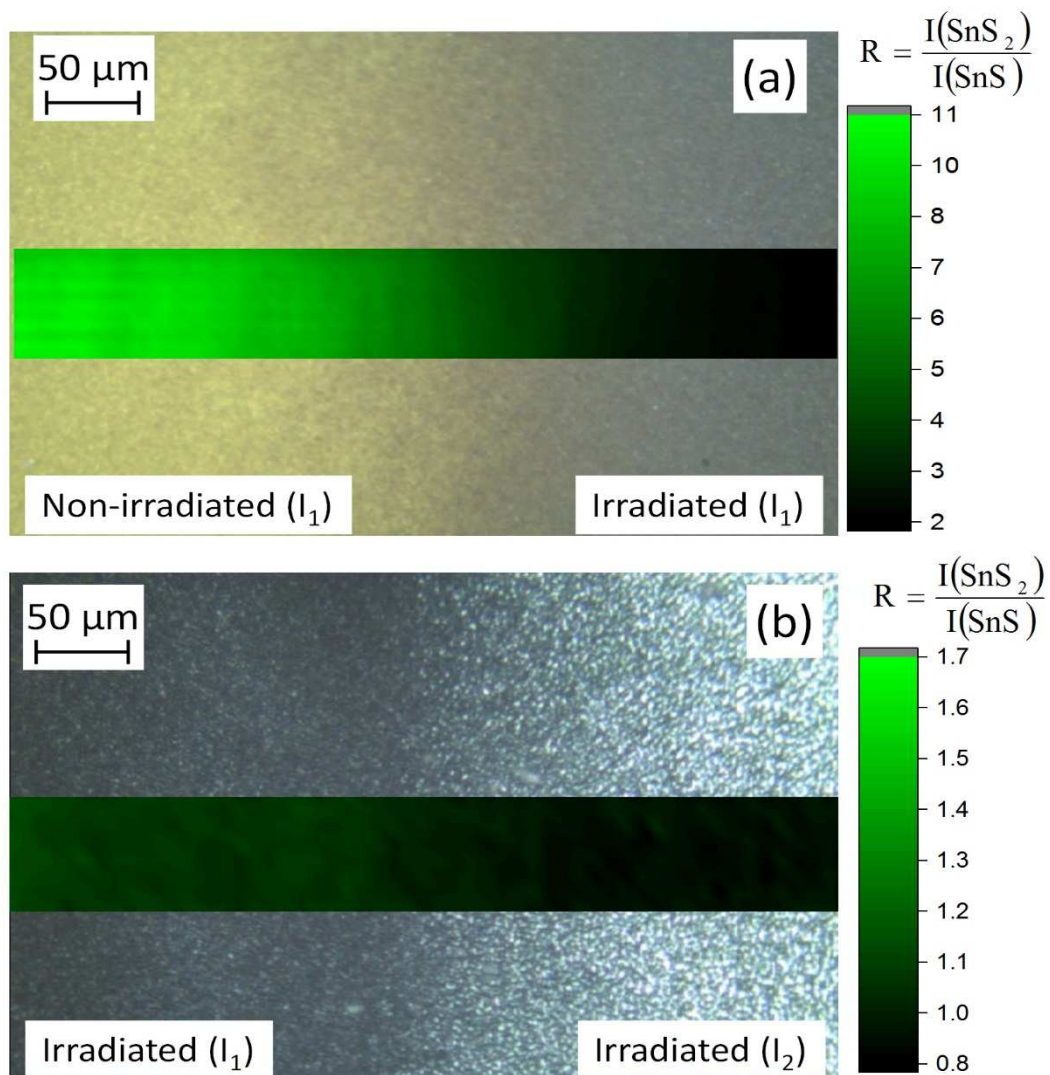 50 μm
(a)
R = I(SnS₂) / I(SnS)
11
10
8
7
6
5
4
3
2
Non-irradiated (I₁)
Irradiated (I₁)
50 μm
(b)
R = I(SnS₂) / I(SnS)
1.7
1.6
1.5
1.4
1.3
1.2
1.1
1.0
0.8
Irradiated (I₁)
Irradiated (I₂)